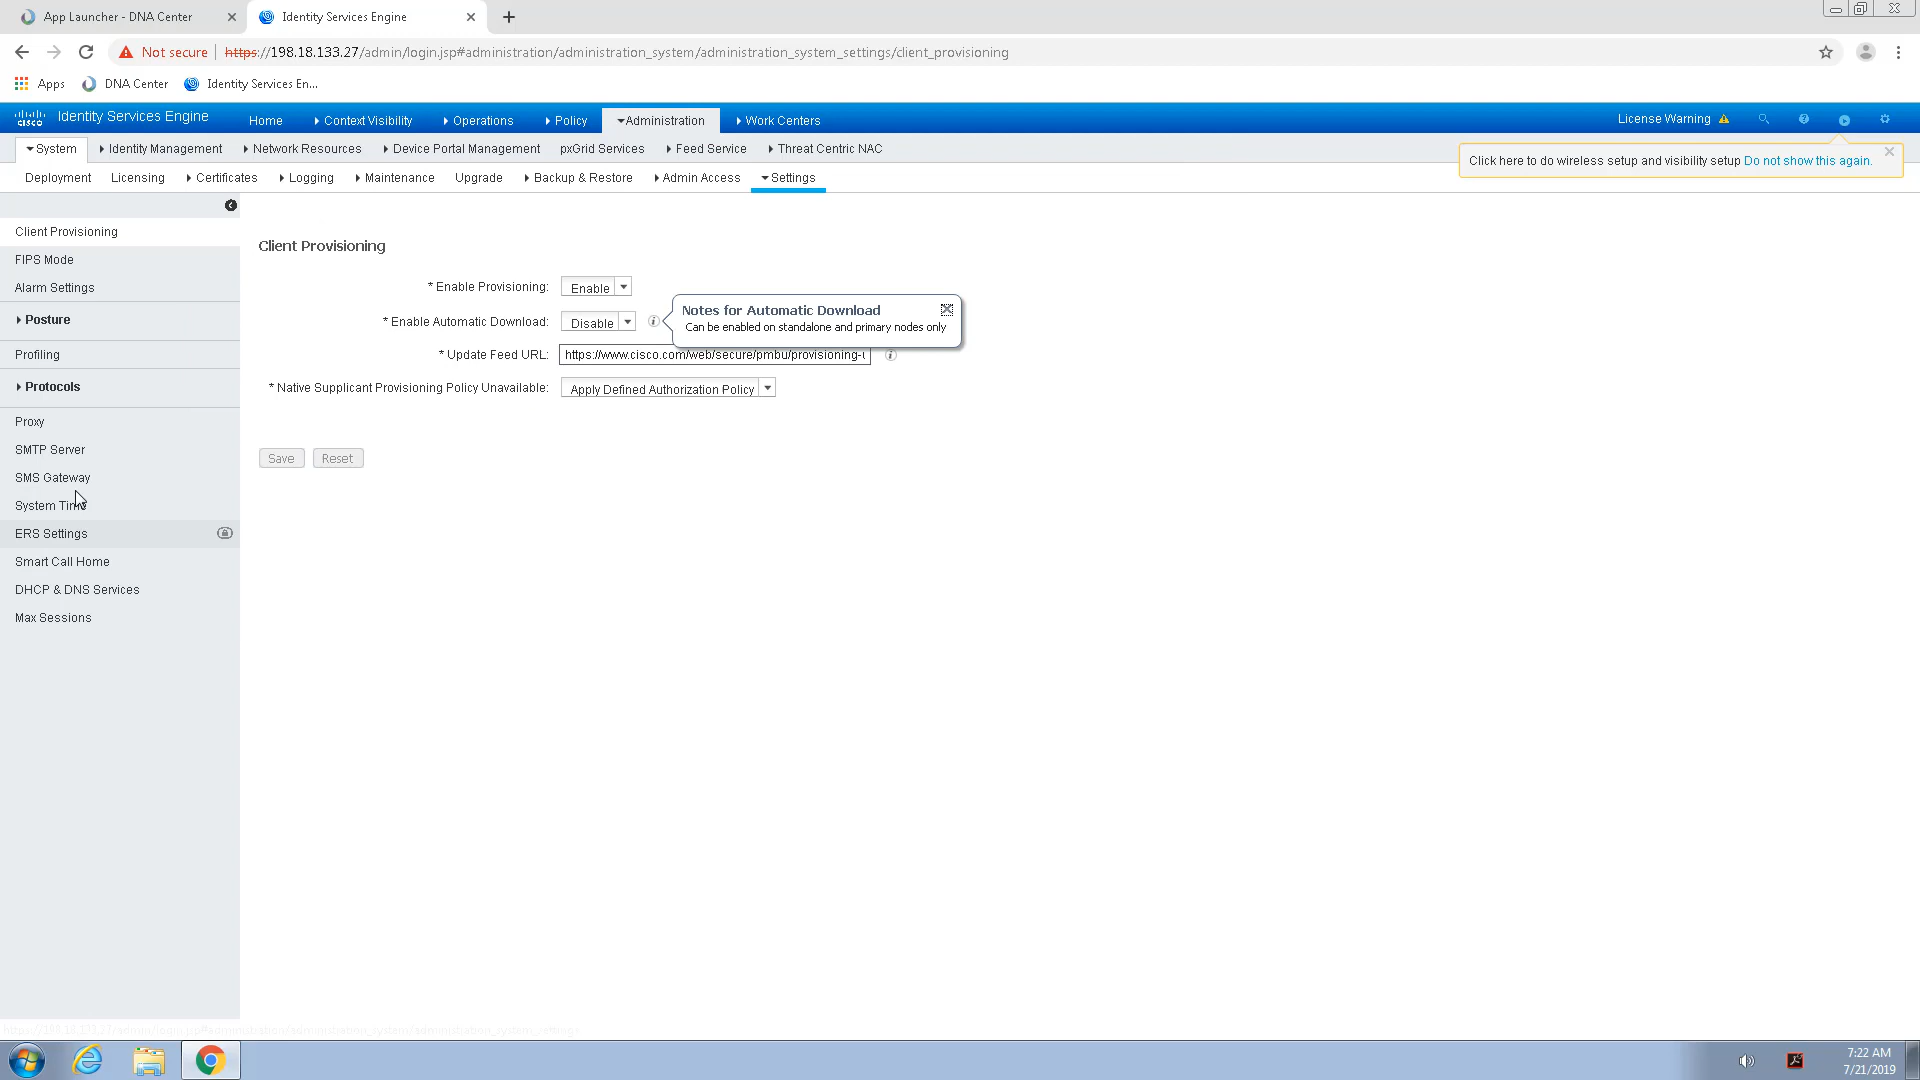 App Launcher - DNA Center
Identity Services Engine
Not secure
https://198.18.133.27/admin/login.jsp#administration/administration_system/administration_system_settings/client_provisioning
Apps
DNA Center
Identity Services En...
CISCO
Identity Services Engine
Home
Context Visibility
Operations
Policy
Administration
Work Centers
License Warning
System
Identity Management
Network Resources
Device Portal Management
pxGrid Services
Feed Service
Threat Centric NAC
Click here to do wireless setup and visibility setup Do not show this again.
Deployment
Licensing
Certificates
Logging
Maintenance
Upgrade
Backup & Restore
Admin Access
Settings
Client Provisioning
FIPS Mode
Alarm Settings
Posture
Profiling
Protocols
Proxy
SMTP Server
SMS Gateway
System Time
ERS Settings
Smart Call Home
DHCP & DNS Services
Max Sessions
Client Provisioning
* Enable Provisioning: Enable
* Enable Automatic Download: Disable
Notes for Automatic Download
Can be enabled on standalone and primary nodes only
* Update Feed URL: https://www.cisco.com/web/secure/pmbu/provisioning-u
* Native Supplicant Provisioning Policy Unavailable: Apply Defined Authorization Policy
Save
Reset
7:22 AM
7/21/2019